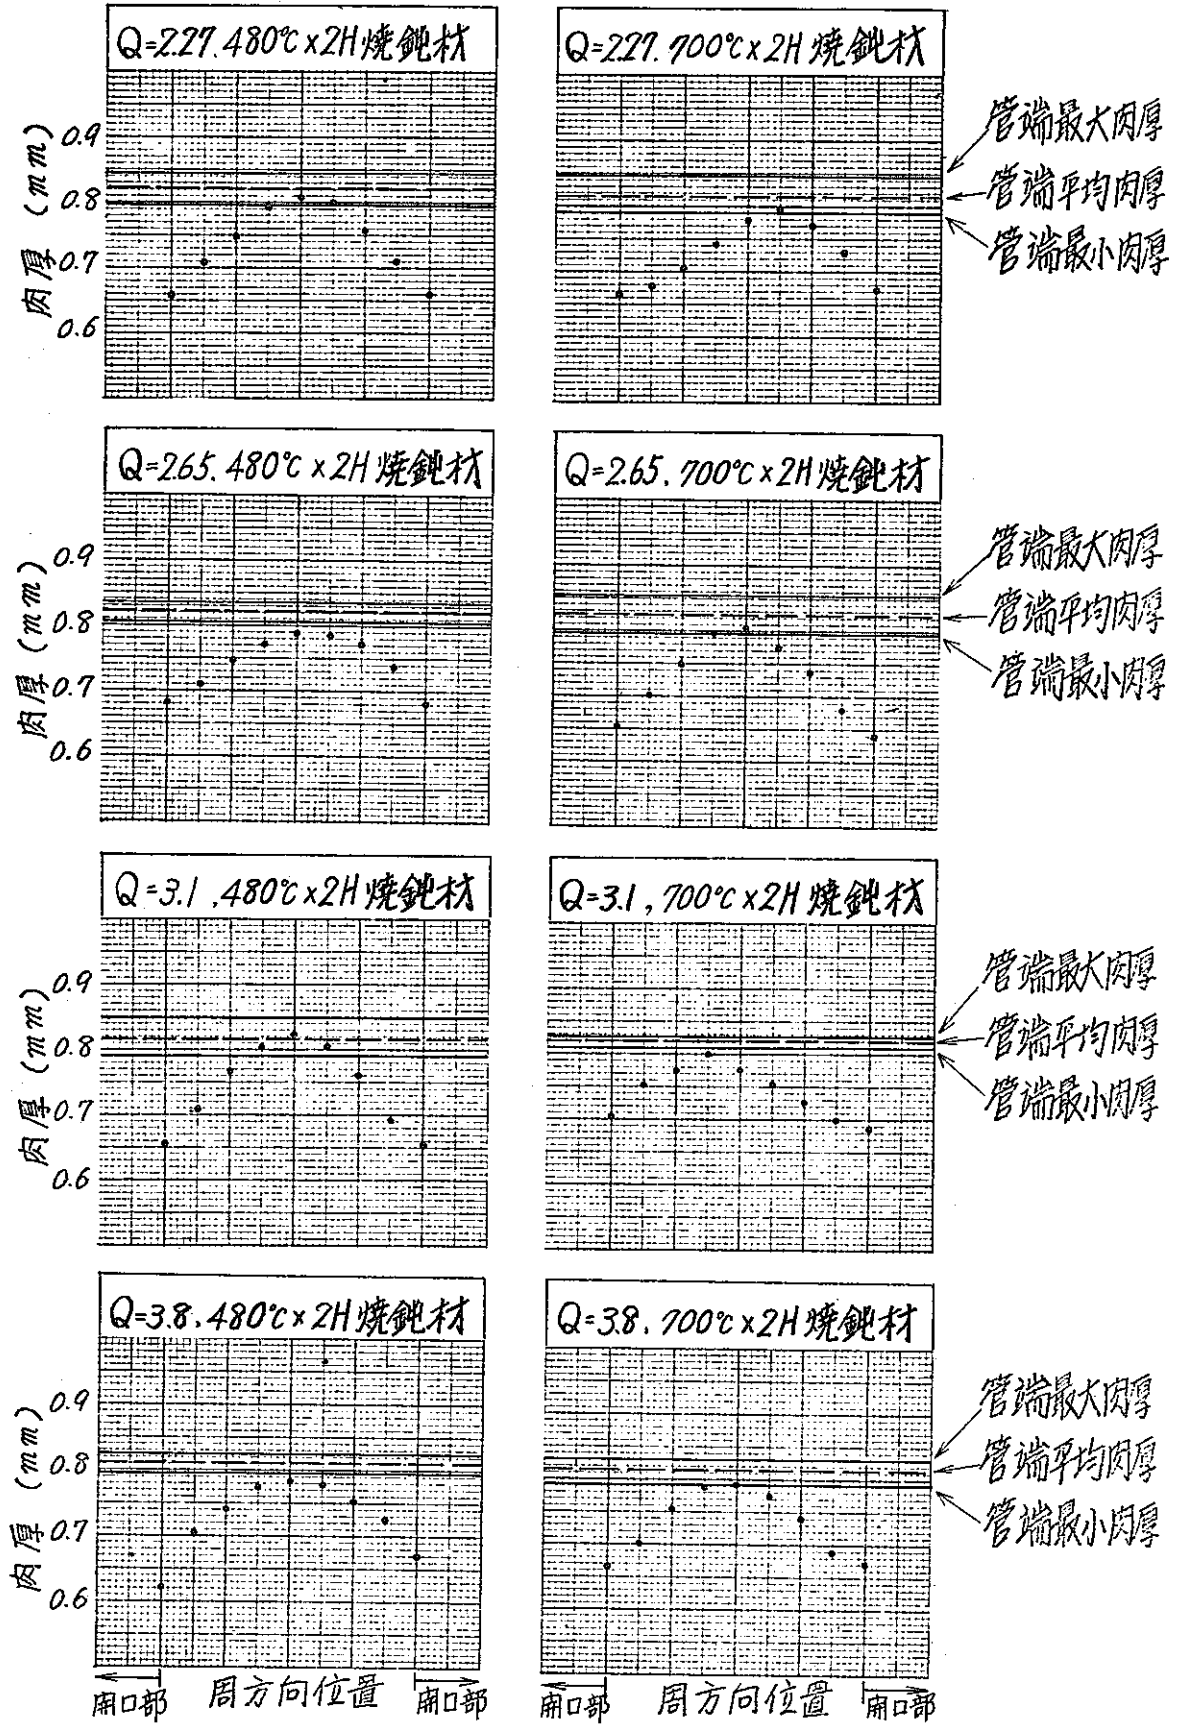 Q=2.27. 480℃×2H 焼鈍材
Q=2.27. 700℃×2H 焼鈍材
肉厚 (mm)
0.9
0.8
0.7
0.6
管端最大肉厚
管端平均肉厚
管端最小肉厚
Q=2.65. 480℃×2H 焼鈍材
Q=2.65. 700℃×2H 焼鈍材
肉厚 (mm)
0.9
0.8
0.7
0.6
管端最大肉厚
管端平均肉厚
管端最小肉厚
Q=3.1 , 480℃×2H 焼鈍材
Q=3.1 , 700℃×2H 焼鈍材
肉厚 (mm)
0.9
0.8
0.7
0.6
管端最大肉厚
管端平均肉厚
管端最小肉厚
Q=3.8. 480℃×2H 焼鈍材
Q=3.8. 700℃×2H 焼鈍材
肉厚 (mm)
0.9
0.8
0.7
0.6
管端最大肉厚
管端平均肉厚
管端最小肉厚
開口部 周方向位置 開口部
開口部 周方向位置 開口部